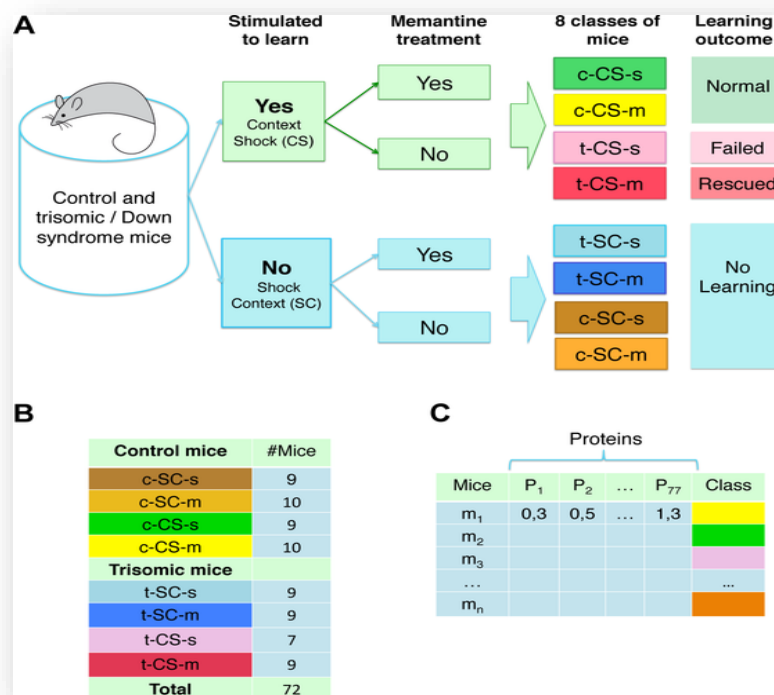 A
Stimulated to learn
Memantine treatment
8 classes of mice
Learning outcome
Control and trisomic / Down syndrome mice
Yes
Context
Shock (CS)
Yes
No
No
Shock
Context (SC)
Yes
No
c-CS-s
c-CS-m
t-CS-s
t-CS-m
t-SC-s
t-SC-m
c-SC-s
c-SC-m
Normal
Failed
Rescued
No Learning
B
Control mice #Mice
c-SC-s 9
c-SC-m 10
c-CS-s 9
c-CS-m 10
Trisomic mice
t-SC-s 9
t-SC-m 9
t-CS-s 7
t-CS-m 9
Total 72
C
Proteins
Mice P1 P2 … P77 Class
m1 0,3 0,5 … 1,3
m2
m3
… ...
mn